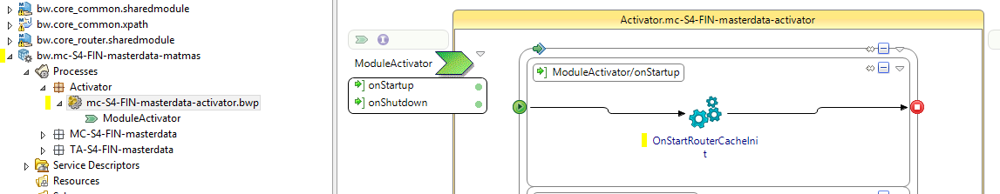 bw.core_common.sharedmodule
bw.core_common.xpath
bw.core_router.sharedmodule
bw.mc-S4-FIN-masterdata-matmas
Processes
Activator
mc-S4-FIN-masterdata-activator.bwp
ModuleActivator
MC-S4-FIN-masterdata
TA-S4-FIN-masterdata
Service Descriptors
Resources
Activator.mc-S4-FIN-masterdata-activator
ModuleActivator
onStartup
onShutdown
ModuleActivator/onStartup
OnStartRouterCacheIni
t